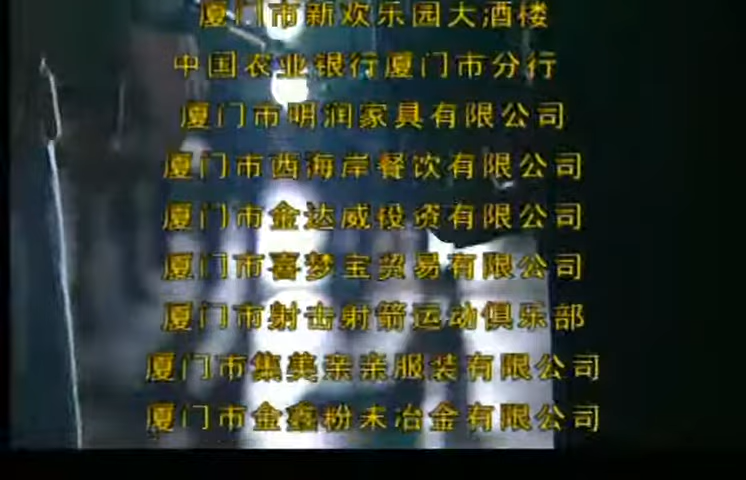 厦门市新欢乐园大酒楼
中国农业银行厦门市分行
厦门市明润家具有限公司
厦门市西海岸餐饮有限公司
厦门市金达威投资有限公司
厦门市喜梦宝贸易有限公司
厦门市射击射箭运动俱乐部
厦门市集美亲亲服装有限公司
厦门市金鑫粉末冶金有限公司